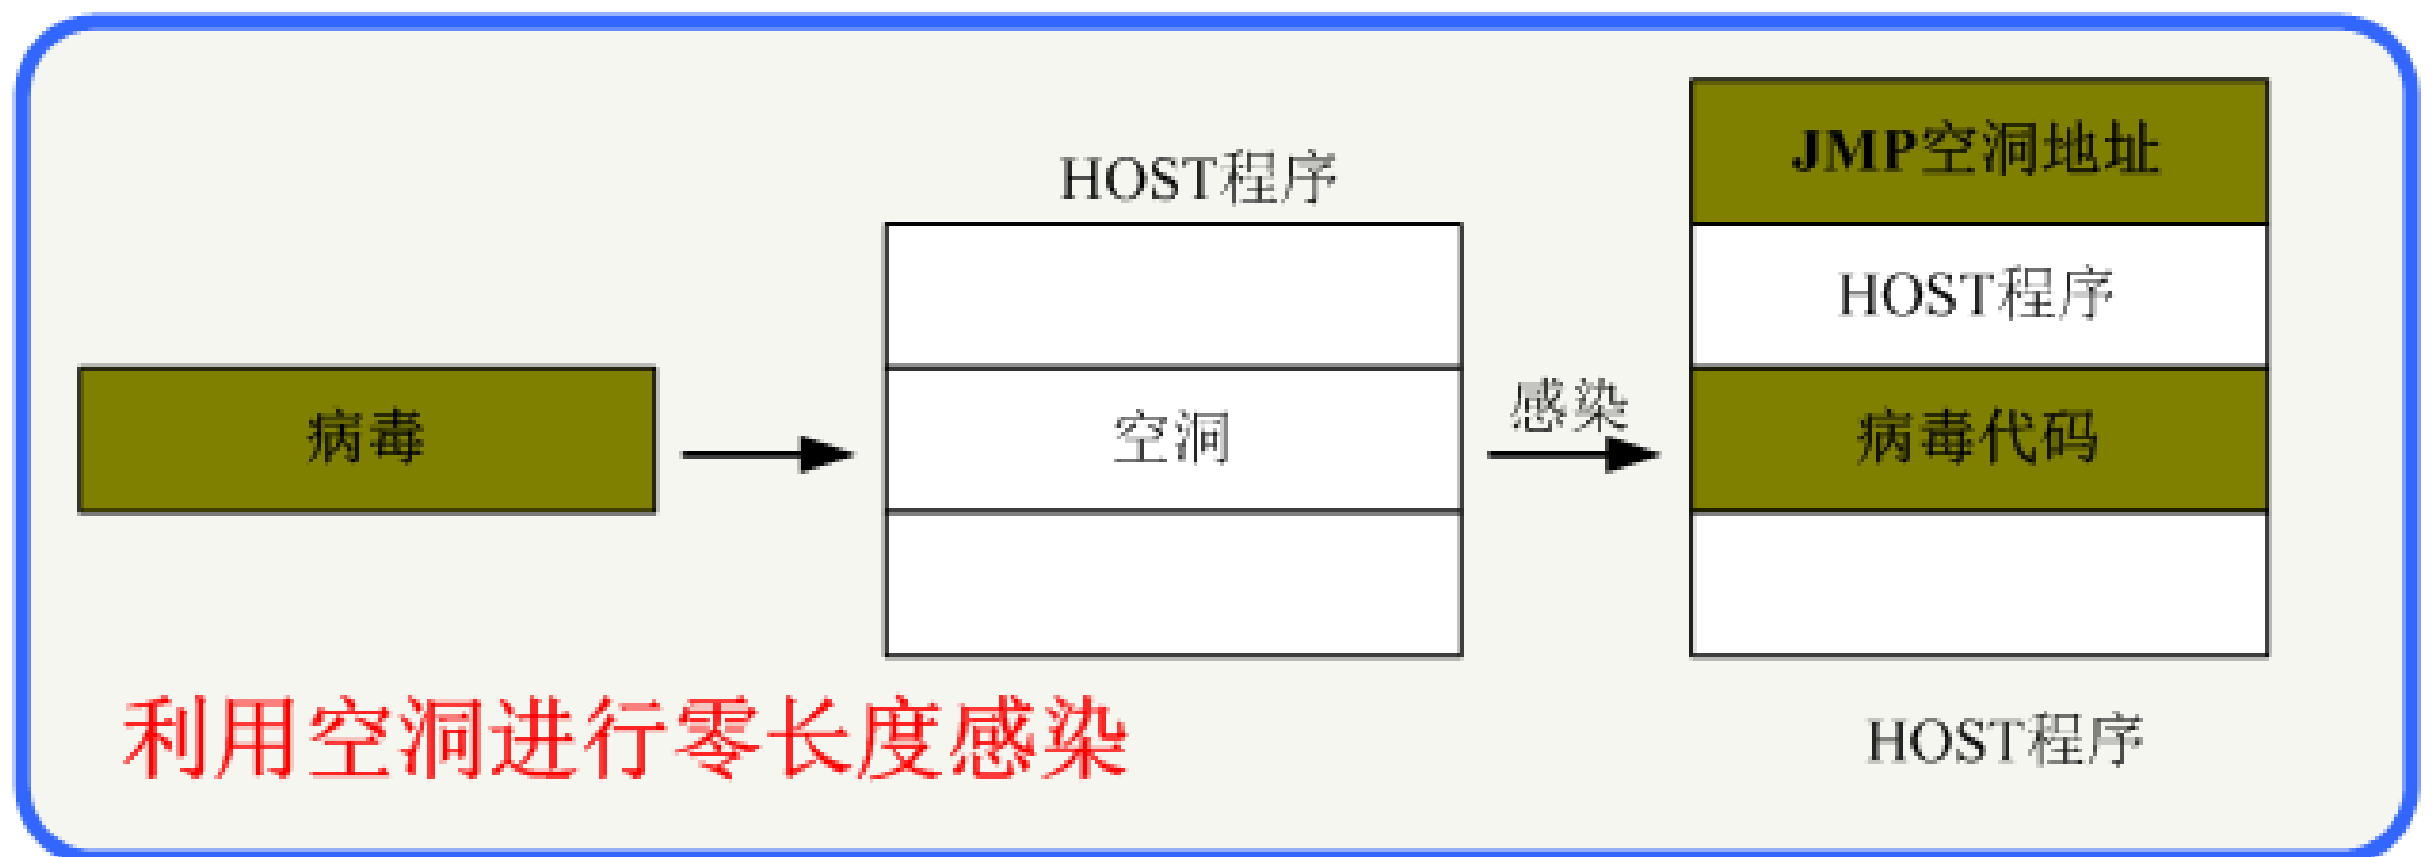 病毒
HOST程序
空洞
感染
JMP空洞地址
HOST程序
病毒代码
HOST程序
利用空洞进行零长度感染